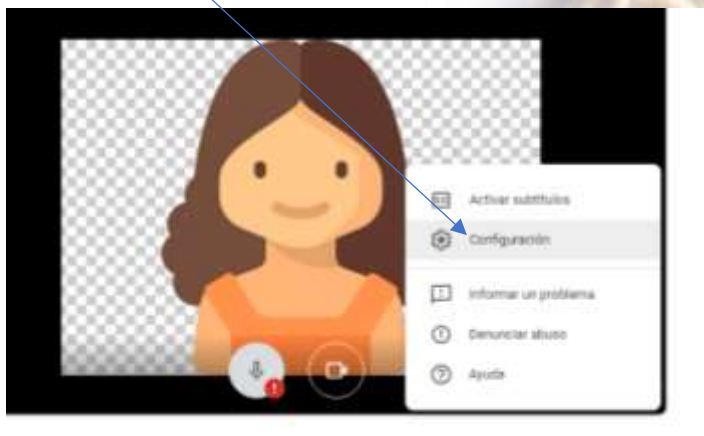 Activar subtítulos
Configuración
Informar un problema
Denunciar abuso
Ayuda